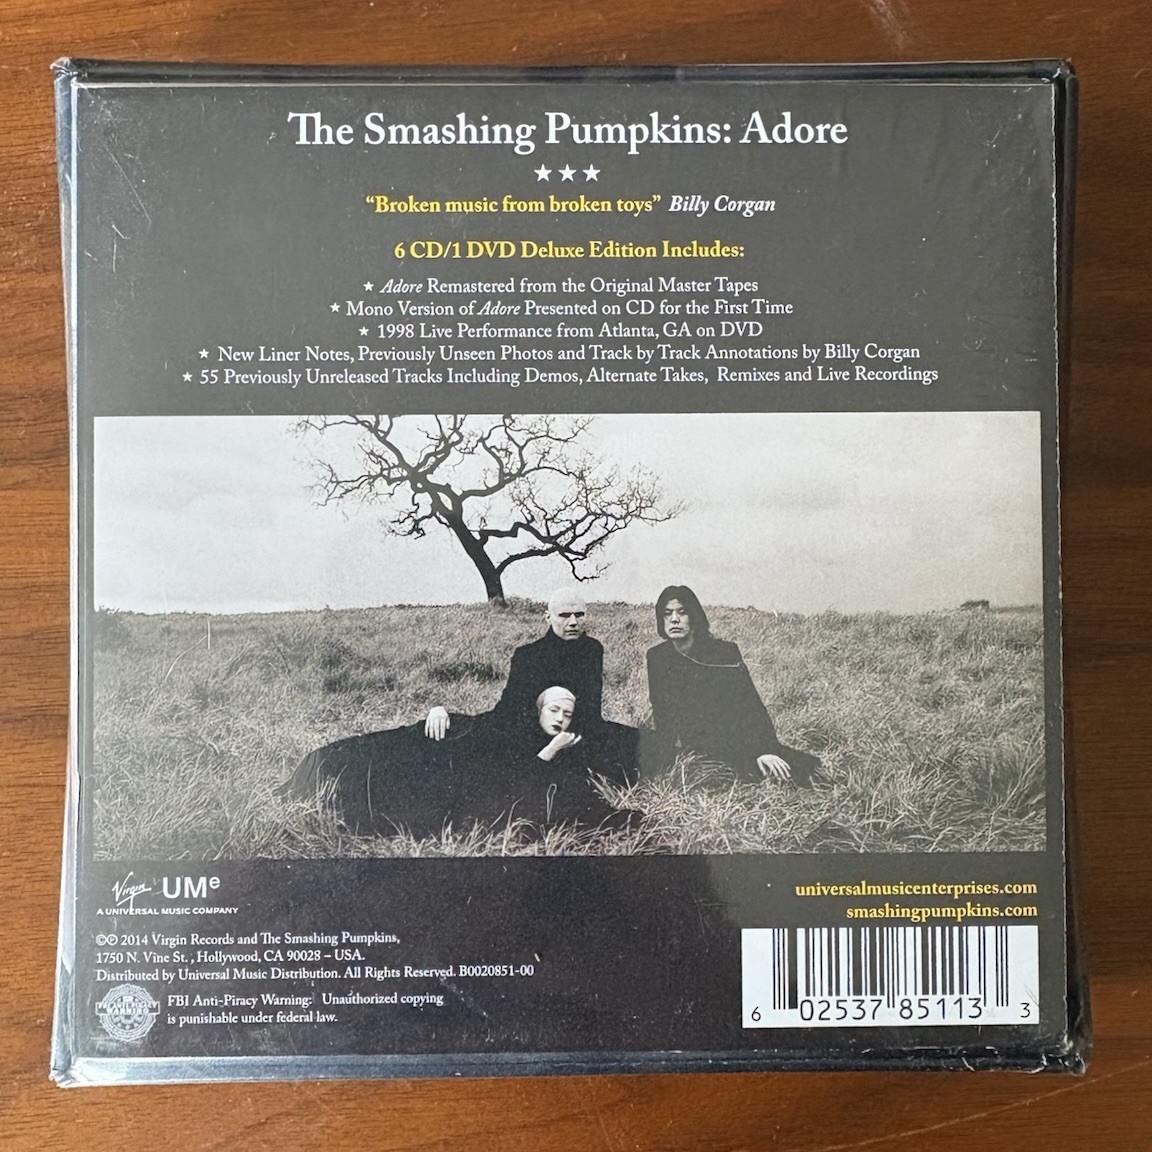 The Smashing Pumpkins: Adore
★★★
“Broken music from broken toys” Billy Corgan
6 CD/1 DVD Deluxe Edition Includes:
★ Adore Remastered from the Original Master Tapes
★ Mono Version of Adore Presented on CD for the First Time
★ 1998 Live Performance from Atlanta, GA on DVD
★ New Liner Notes, Previously Unseen Photos and Track by Track Annotations by Billy Corgan
★ 55 Previously Unreleased Tracks Including Demos, Alternate Takes, Remixes and Live Recordings
Virgin UMe
A UNIVERSAL MUSIC COMPANY
©℗ 2014 Virgin Records and The Smashing Pumpkins,
1750 N. Vine St. , Hollywood, CA 90028 – USA.
Distributed by Universal Music Distribution. All Rights Reserved. B0020851-00
FBI ANTI-PIRACY
WARNING
FBI Anti-Piracy Warning: Unauthorized copying
is punishable under federal law.
universalmusicenterprises.com
smashingpumpkins.com
6 02537 85113 3